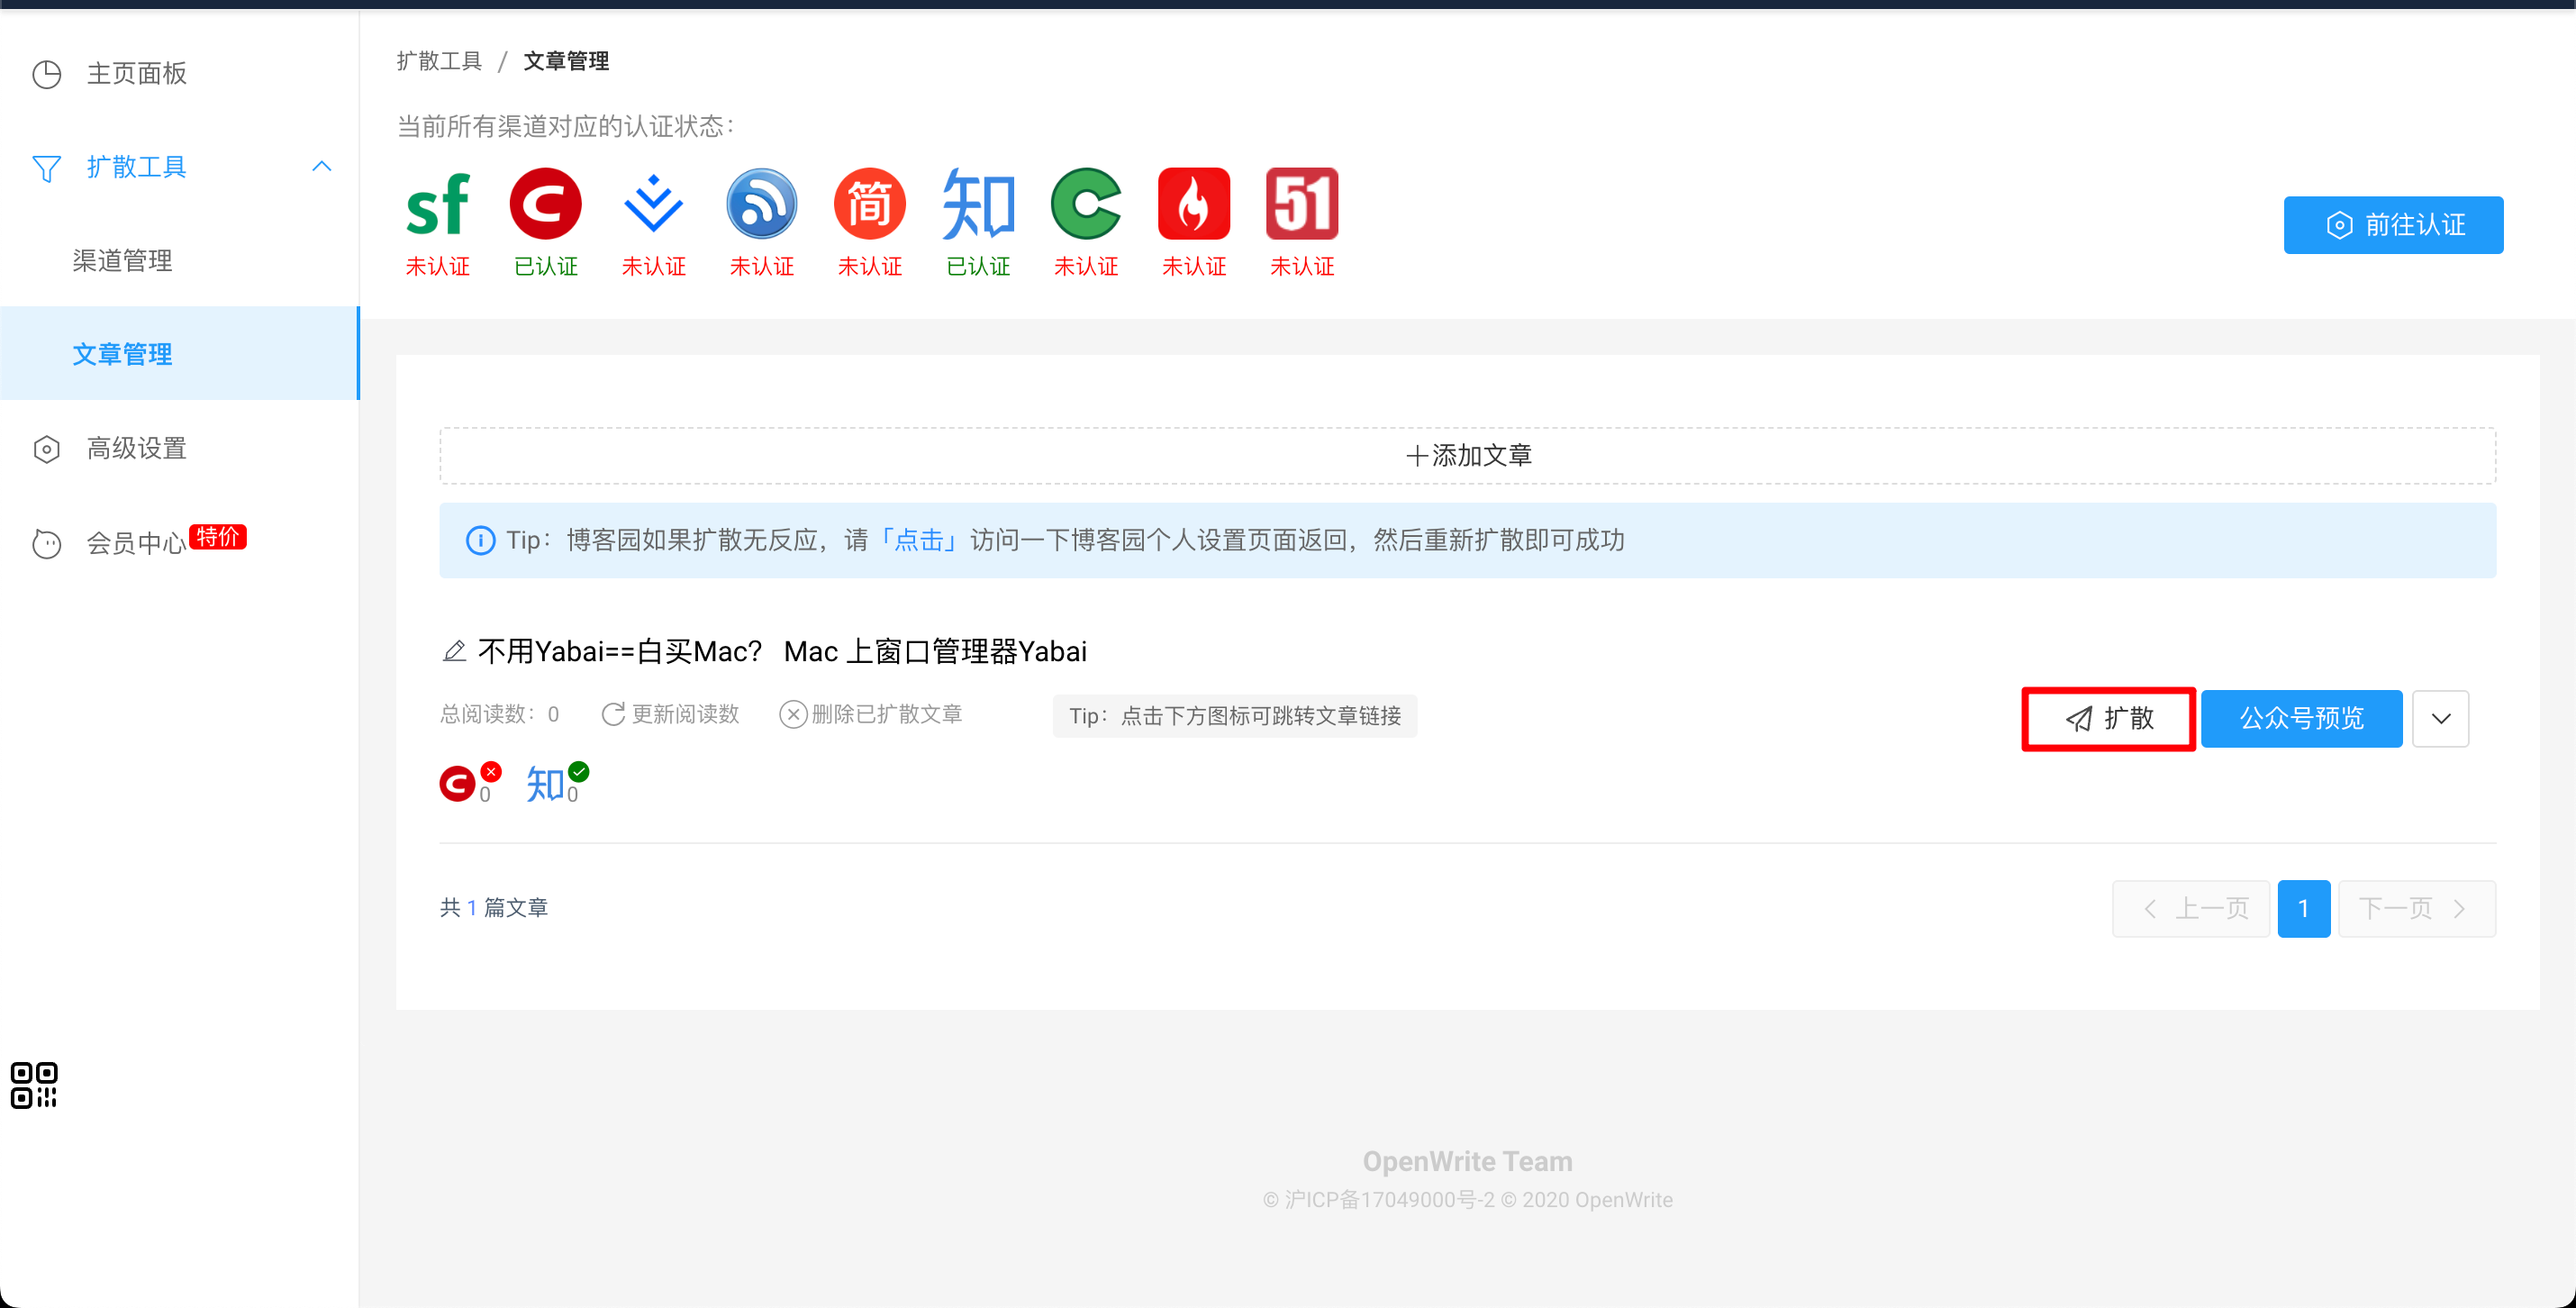 主页面板
扩散工具
渠道管理
文章管理
高级设置
会员中心 特价
扩散工具 / 文章管理
当前所有渠道对应的认证状态：
sf C 简 知 C 51
未认证 已认证 未认证 未认证 未认证 已认证 未认证 未认证 未认证
前往认证
+添加文章
Tip：博客园如果扩散无反应，请「点击」访问一下博客园个人设置页面返回，然后重新扩散即可成功
不用Yabai==白买Mac？ Mac 上窗口管理器Yabai
总阅读数：0 更新阅读数 删除已扩散文章 Tip：点击下方图标可跳转文章链接
扩散 公众号预览
C 0 知 0
共 1 篇文章
上一页 1 下一页
OpenWrite Team
© 沪ICP备17049000号-2 © 2020 OpenWrite